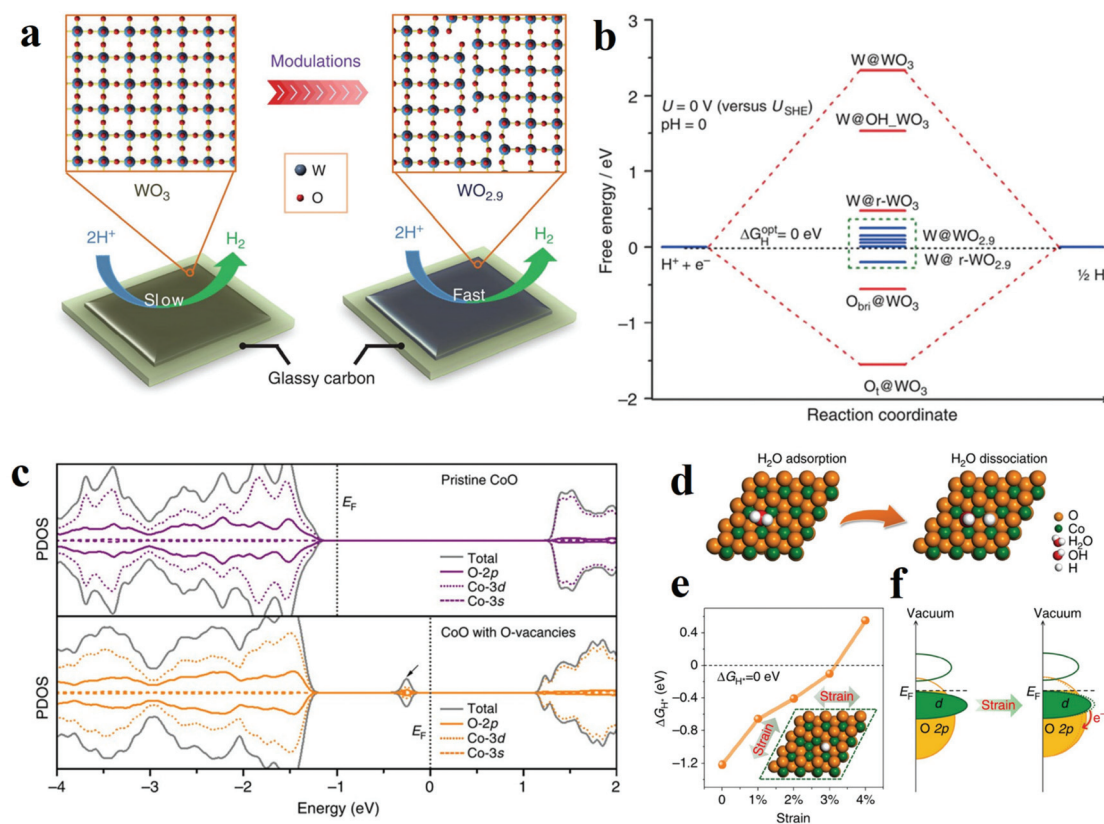 a
Modulations
WO3
W
O
WO2.9
2H+
H2
Slow
2H+
H2
Fast
Glassy carbon
b
Free energy / eV
3
2
1
0
−1
−2
U = 0 V (versus USHE)
pH = 0
W@WO3
W@OH_WO3
W@r-WO3
ΔGHopt = 0 eV
W@WO2.9
W@ r-WO2.9
H+ + e−
½ H
Obri@WO3
Ot@WO3
Reaction coordinate
c
PDOS
Pristine CoO
EF
Total
O-2p
Co-3d
Co-3s
PDOS
CoO with O-vacancies
EF
Total
O-2p
Co-3d
Co-3s
−4 −3 −2 −1 0 1 2
Energy (eV)
d
H2O adsorption
H2O dissociation
O
Co
H2O
OH
H
e
ΔGH* (eV)
0.4
0
−0.4
−0.8
−1.2
ΔGH*=0 eV
Strain
Strain
0 1% 2% 3% 4%
Strain
f
Vacuum
EF
d
O 2p
Strain
Vacuum
EF
d
O 2p
e−